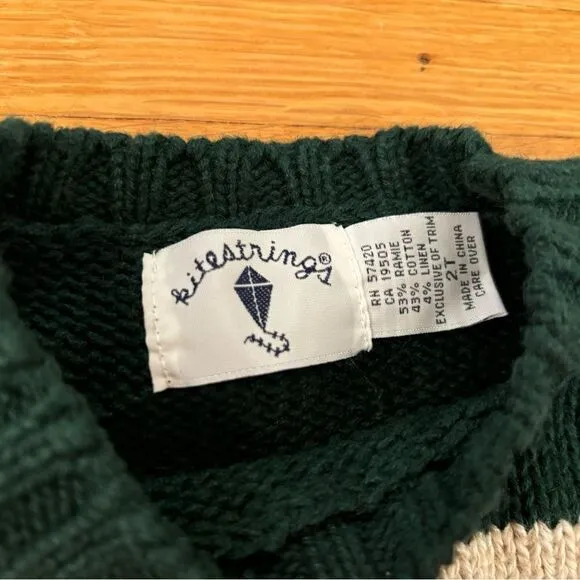 kitestrings®
RN 57420
CA 19505
53% RAMIE
43% COTTON
4% LINEN
EXCLUSIVE OF TRIM
2T
MADE IN CHINA
CARE OVER